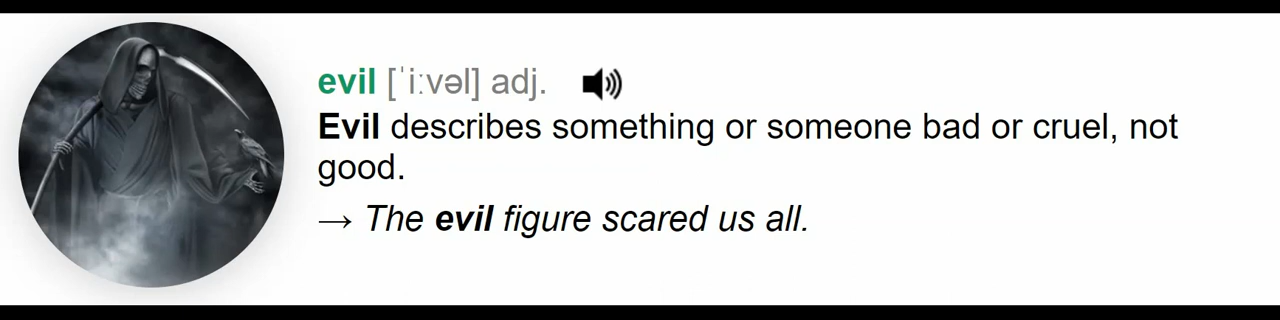 evil [ˈiːvəl] adj.
Evil describes something or someone bad or cruel, not
good.
→ The evil figure scared us all.